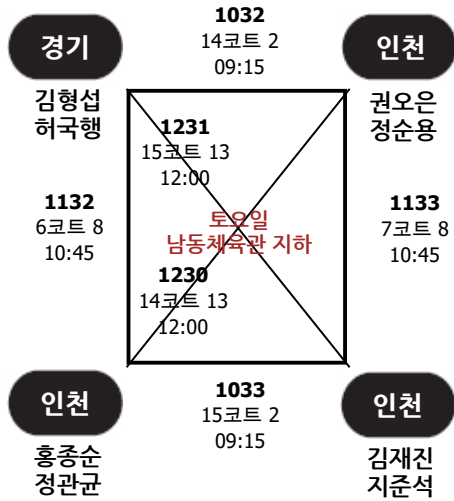 1032
14코트 2
09:15
경기
김형섭
허국행
인천
권오은
정순용
1231
15코트 13
12:00
1132
6코트 8
10:45
토요일
남동체육관 지하
1133
7코트 8
10:45
1230
14코트 13
12:00
인천
홍종순
정관균
1033
15코트 2
09:15
인천
김재진
지준석